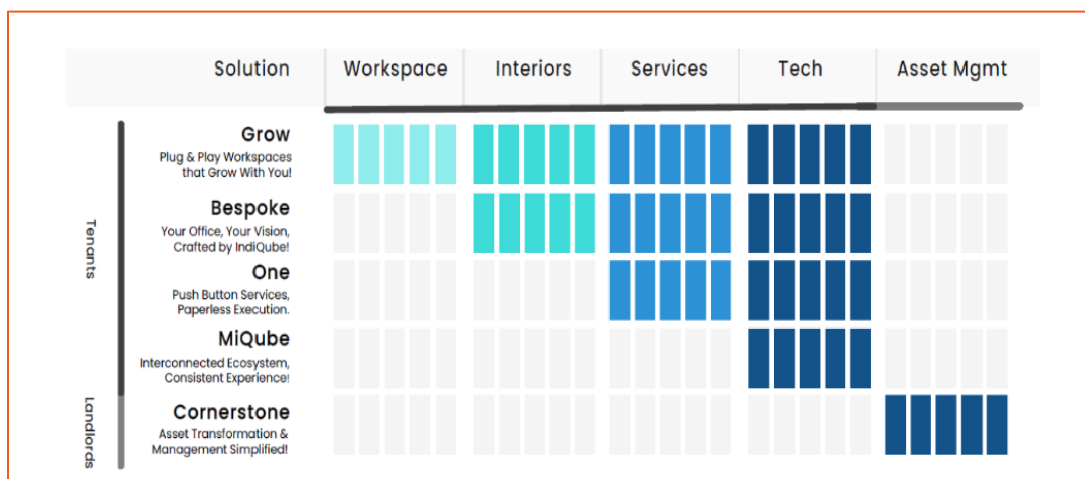 Solution Workspace Interiors Services Tech Asset Mgmt
Tenants
Grow
Plug & Play Workspaces
that Grow With You!
Bespoke
Your Office, Your Vision,
Crafted by IndiQube!
One
Push Button Services,
Paperless Execution.
MiQube
Interconnected Ecosystem,
Consistent Experience!
Landlords
Cornerstone
Asset Transformation &
Management Simplified!